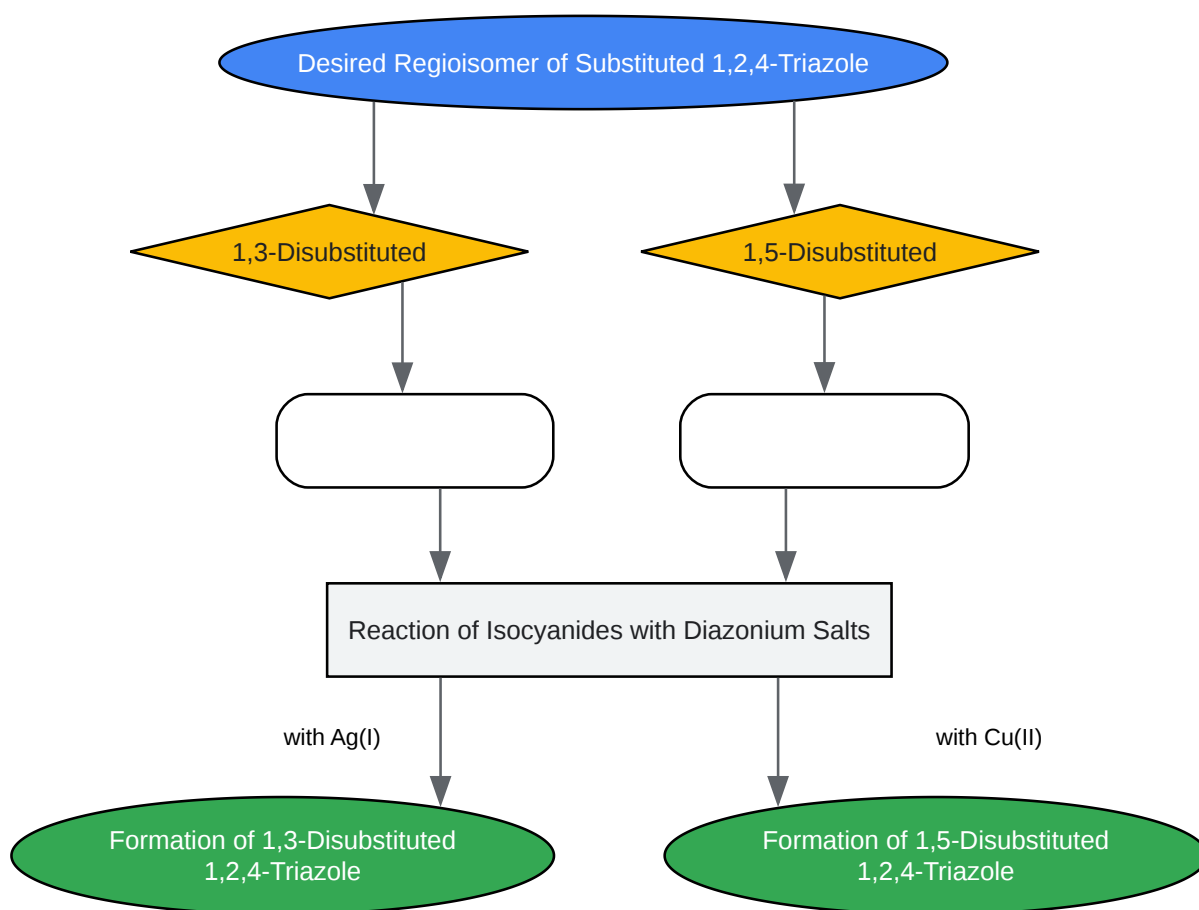 Desired Regioisomer of Substituted 1,2,4-Triazole
1,3-Disubstituted
1,5-Disubstituted
Reaction of Isocyanides with Diazonium Salts
with Ag(I)
with Cu(II)
Formation of 1,3-Disubstituted
1,2,4-Triazole
Formation of 1,5-Disubstituted
1,2,4-Triazole